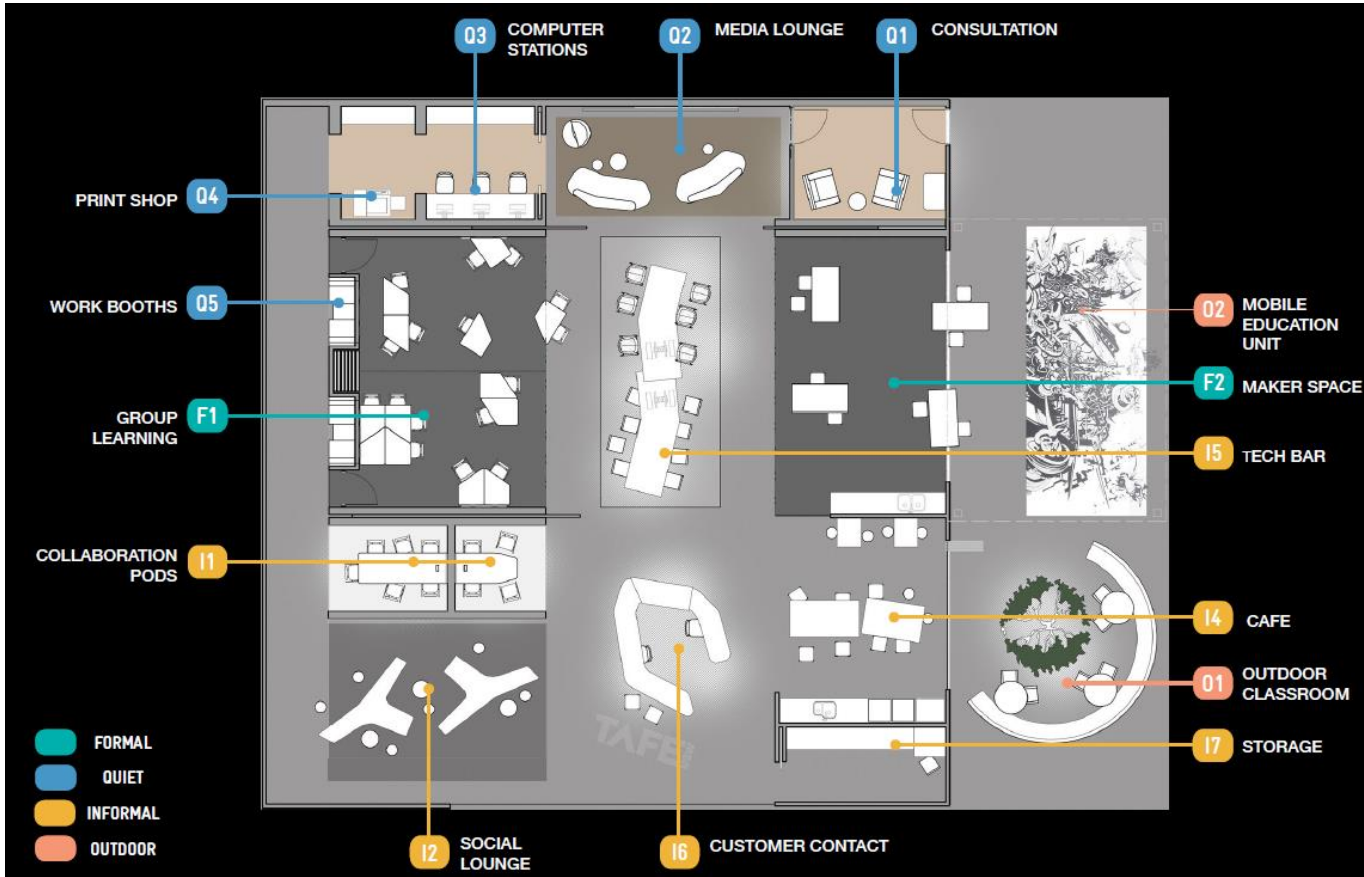 Q3 COMPUTER
STATIONS
Q2 MEDIA LOUNGE
Q1 CONSULTATION
PRINT SHOP Q4
WORK BOOTHS Q5
GROUP
LEARNING F1
COLLABORATION
PODS I1
O2 MOBILE
EDUCATION
UNIT
F2 MAKER SPACE
I5 TECH BAR
I4 CAFE
O1 OUTDOOR
CLASSROOM
I7 STORAGE
TAFE
FORMAL
QUIET
INFORMAL
OUTDOOR
I2 SOCIAL
LOUNGE
I6 CUSTOMER CONTACT